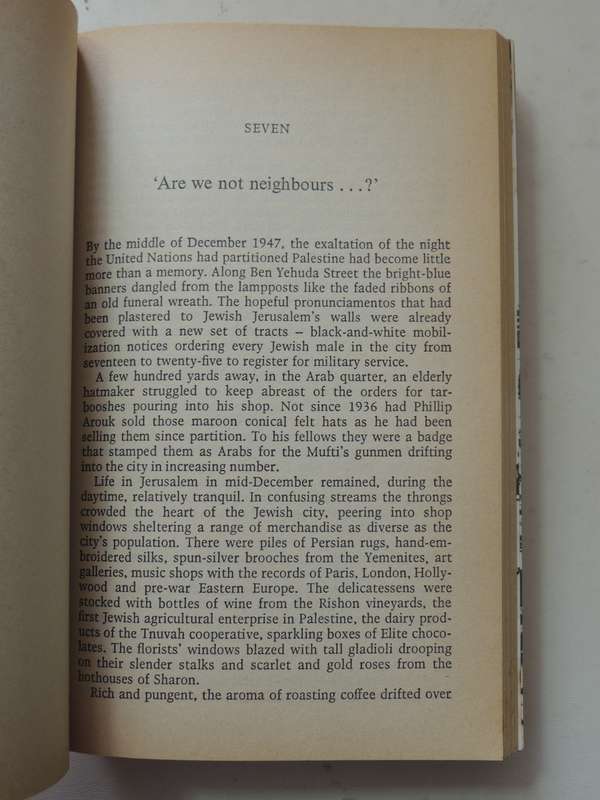 SEVEN
'Are we not neighbours ...?'
By the middle of December 1947, the exaltation of the night
the United Nations had partitioned Palestine had become little
more than a memory. Along Ben Yehuda Street the bright-blue
banners dangled from the lampposts like the faded ribbons of
an old funeral wreath. The hopeful pronunciamentos that had
been plastered to Jewish Jerusalem's walls were already
covered with a new set of tracts – black-and-white mobil-
ization notices ordering every Jewish male in the city from
seventeen to twenty-five to register for military service.
A few hundred yards away, in the Arab quarter, an elderly
hatmaker struggled to keep abreast of the orders for tar-
booshes pouring into his shop. Not since 1936 had Phillip
Arouk sold those maroon conical felt hats as he had been
selling them since partition. To his fellows they were a badge
that stamped them as Arabs for the Mufti's gunmen drifting
into the city in increasing number.
Life in Jerusalem in mid-December remained, during the
daytime, relatively tranquil. In confusing streams the throngs
crowded the heart of the Jewish city, peering into shop
windows sheltering a range of merchandise as diverse as the
city's population. There were piles of Persian rugs, hand-em-
broidered silks, spun-silver brooches from the Yemenites, art
galleries, music shops with the records of Paris, London, Holly-
wood and pre-war Eastern Europe. The delicatessens were
stocked with bottles of wine from the Rishon vineyards, the
first Jewish agricultural enterprise in Palestine, the dairy prod-
ucts of the Tnuvah cooperative, sparkling boxes of Elite choco-
lates. The florists' windows blazed with tall gladioli drooping
on their slender stalks and scarlet and gold roses from the
hothouses of Sharon.
Rich and pungent, the aroma of roasting coffee drifted over